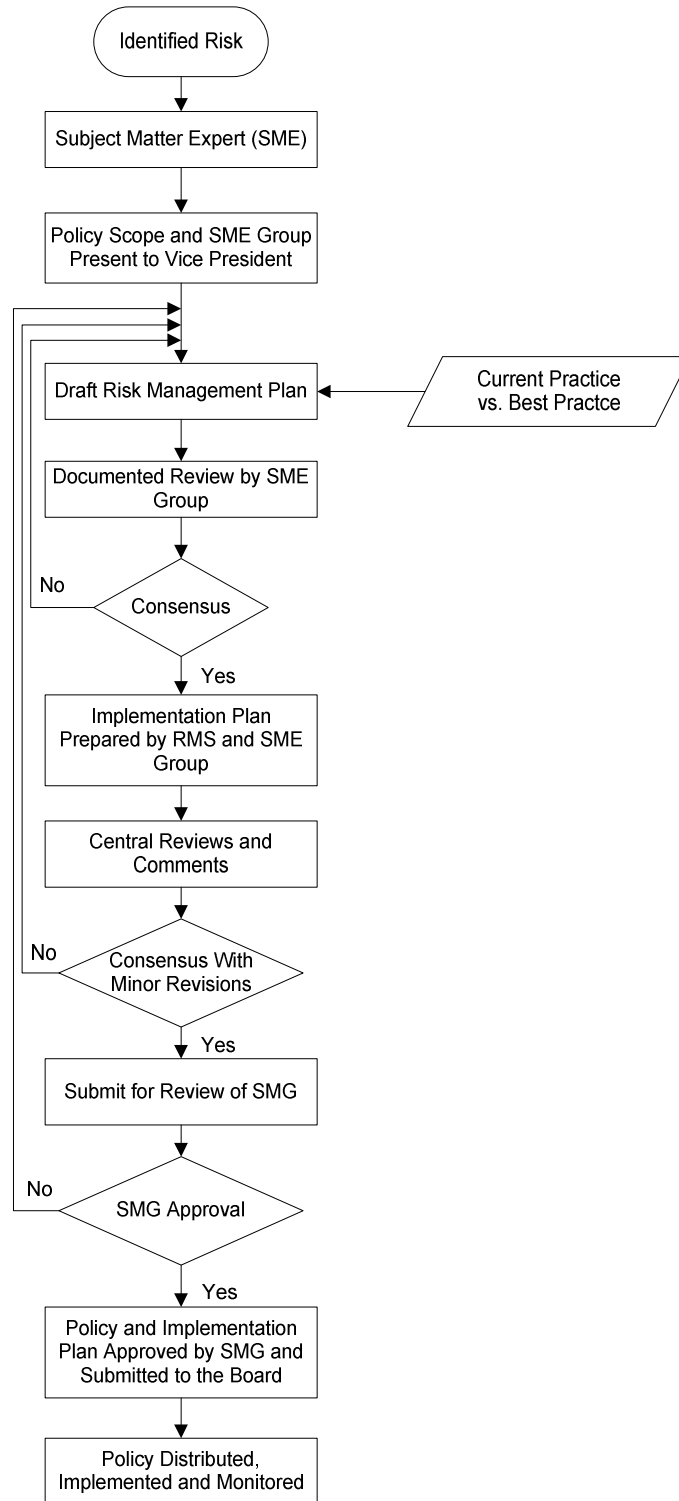 Identified Risk
Subject Matter Expert (SME)
Policy Scope and SME Group
Present to Vice President
Draft Risk Management Plan
Current Practice
vs. Best Practce
Documented Review by SME
Group
No
Consensus
Yes
Implementation Plan
Prepared by RMS and SME
Group
Central Reviews and
Comments
No
Consensus With
Minor Revisions
Yes
Submit for Review of SMG
No
SMG Approval
Yes
Policy and Implementation
Plan Approved by SMG and
Submitted to the Board
Policy Distributed,
Implemented and Monitored